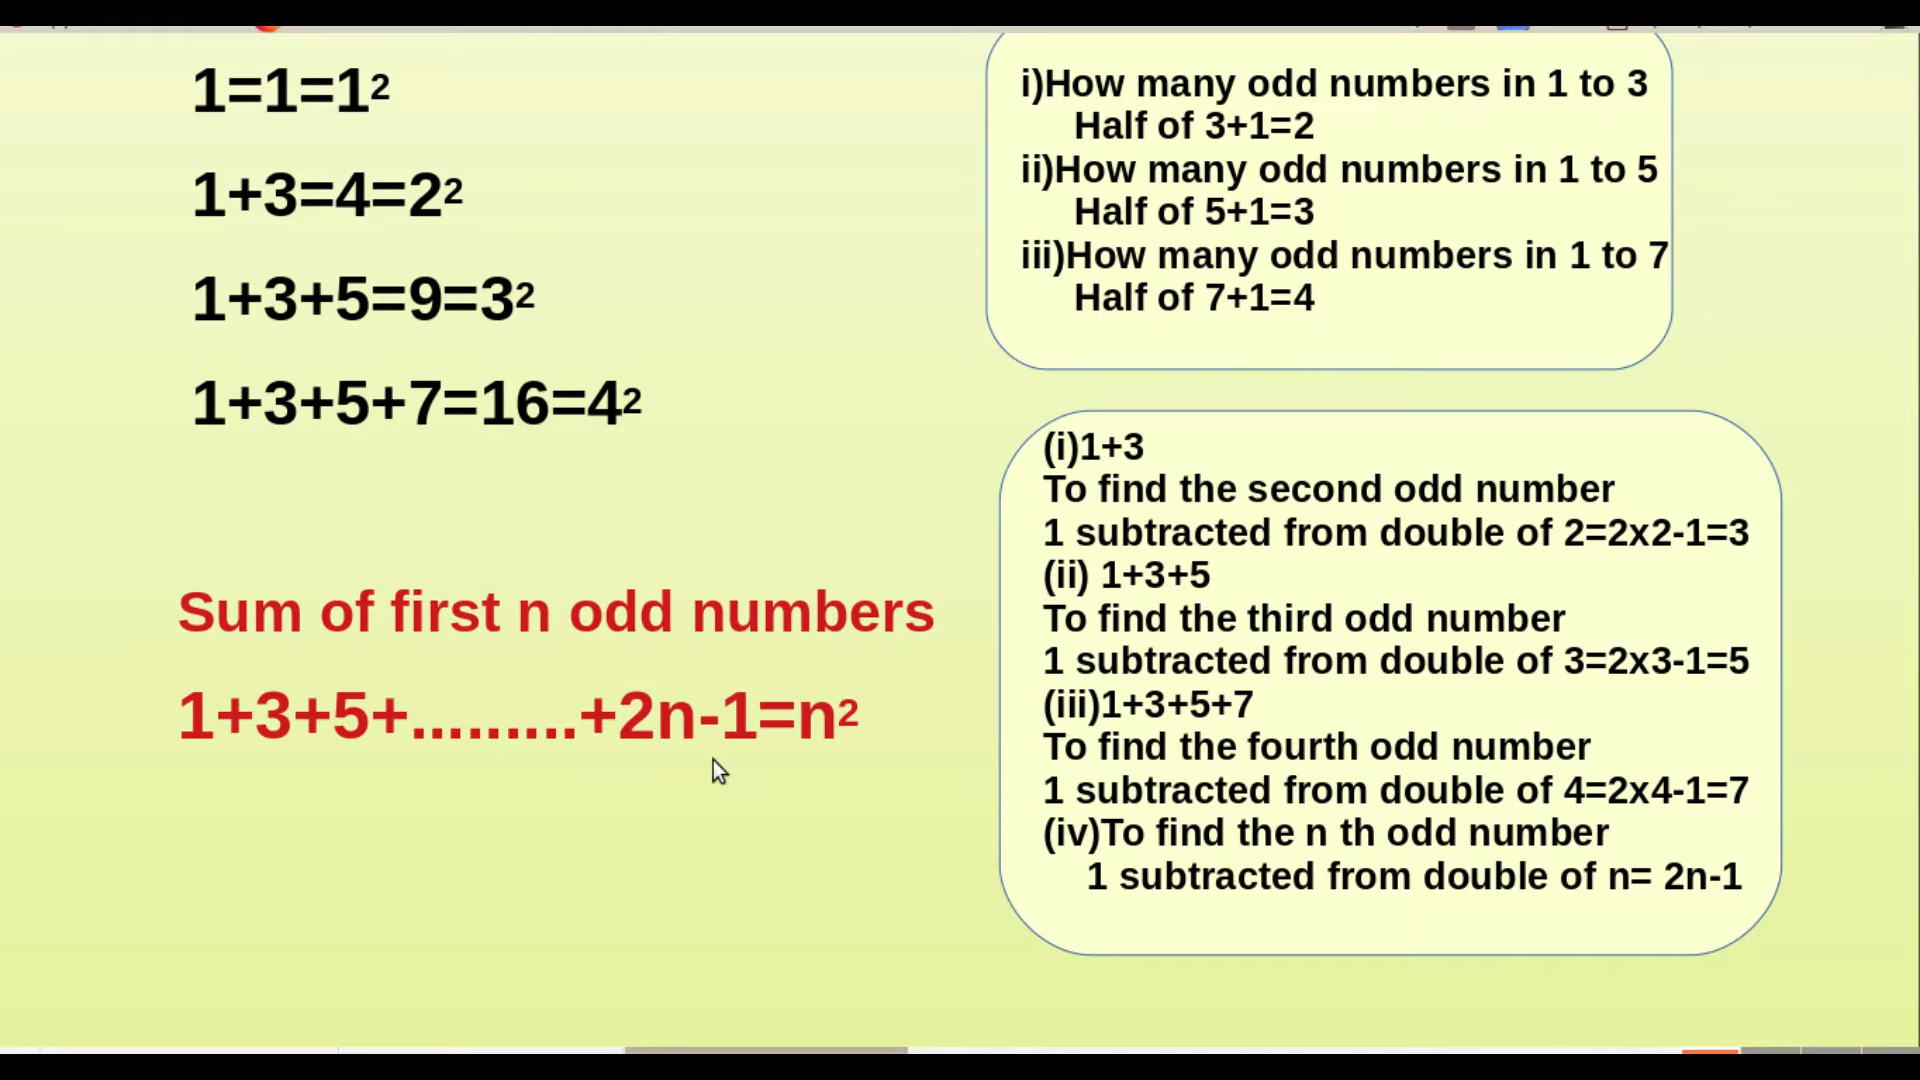 1=1=1²
1+3=4=2²
1+3+5=9=3²
1+3+5+7=16=4²
Sum of first n odd numbers
1+3+5+.........+2n-1=n²
i)How many odd numbers in 1 to 3
Half of 3+1=2
ii)How many odd numbers in 1 to 5
Half of 5+1=3
iii)How many odd numbers in 1 to 7
Half of 7+1=4
(i)1+3
To find the second odd number
1 subtracted from double of 2=2x2-1=3
(ii) 1+3+5
To find the third odd number
1 subtracted from double of 3=2x3-1=5
(iii)1+3+5+7
To find the fourth odd number
1 subtracted from double of 4=2x4-1=7
(iv)To find the n th odd number
1 subtracted from double of n= 2n-1